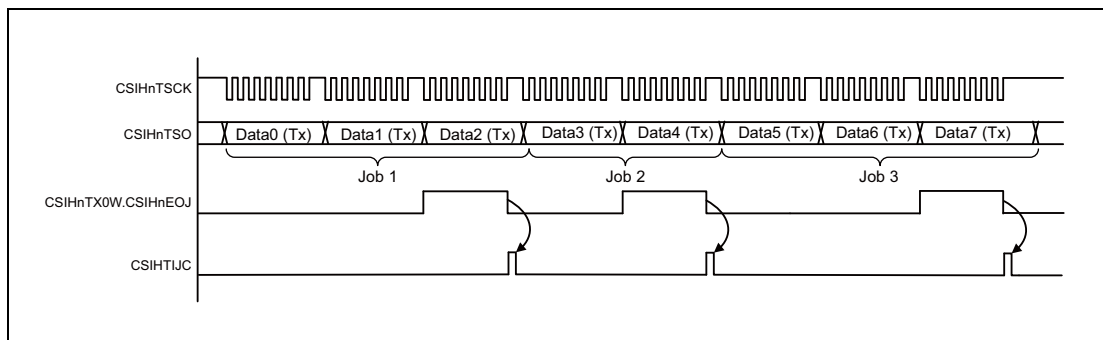 CSIHnTSCK
CSIHnTSO
Data0 (Tx) Data1 (Tx) Data2 (Tx) Data3 (Tx) Data4 (Tx) Data5 (Tx) Data6 (Tx) Data7 (Tx)
Job 1 Job 2 Job 3
CSIHnTX0W.CSIHnEOJ
CSIHTIJC